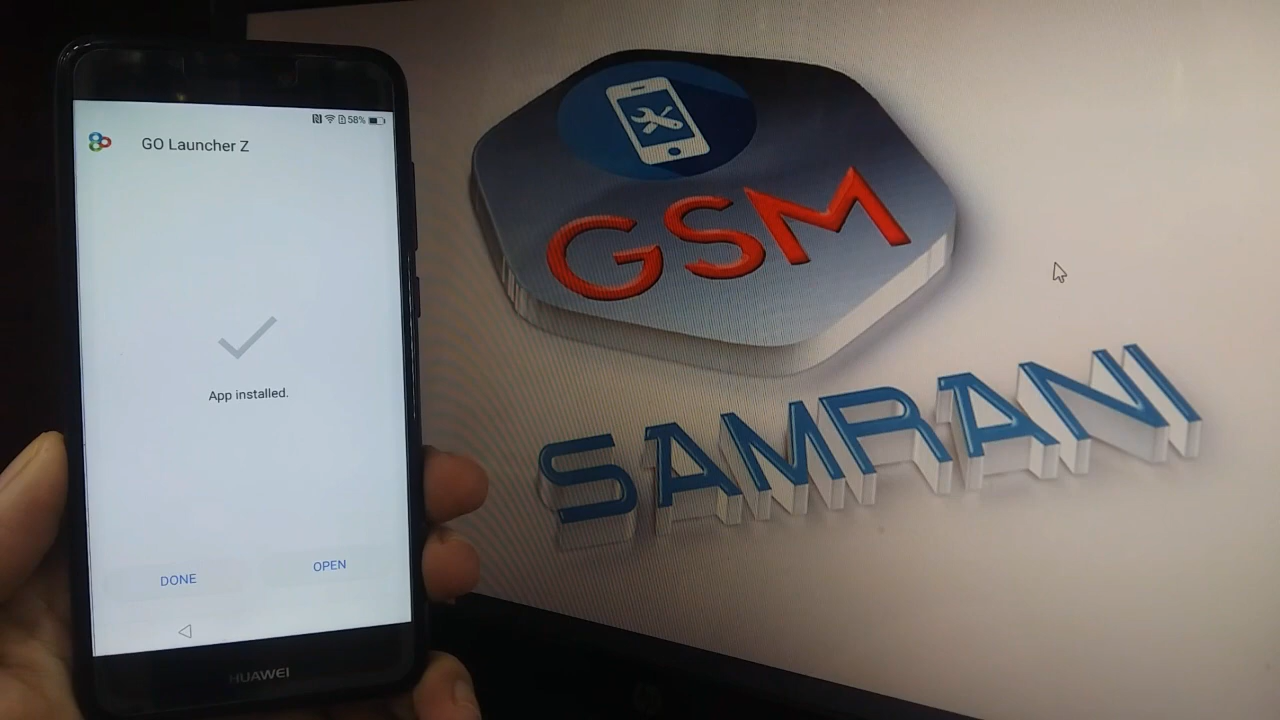 58%
GO Launcher Z
App installed.
DONE
OPEN
HUAWEI
GSM
SAMRANI